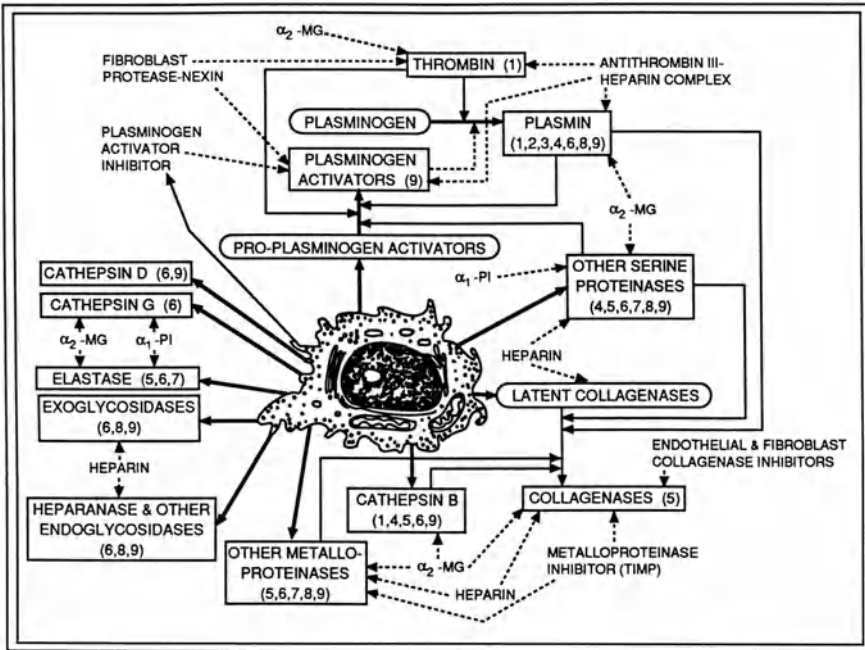 α2 -MG
FIBROBLAST
PROTEASE-NEXIN
THROMBIN (1)
ANTITHROMBIN III-
HEPARIN COMPLEX
PLASMINOGEN
PLASMIN
(1,2,3,4,6,8,9)
PLASMINOGEN
ACTIVATOR
INHIBITOR
PLASMINOGEN
ACTIVATORS (9)
α2 -MG
PRO-PLASMINOGEN ACTIVATORS
CATHEPSIN D (6,9)
α1 -PI
OTHER SERINE
PROTEINASES
(4,5,6,7,8,9)
CATHEPSIN G (6)
α2 -MG
α1 -PI
HEPARIN
ELASTASE (5,6,7)
LATENT COLLAGENASES
EXOGLYCOSIDASES
(6,8,9)
ENDOTHELIAL & FIBROBLAST
COLLAGENASE INHIBITORS
HEPARIN
CATHEPSIN B
(1,4,5,6,9)
COLLAGENASES (5)
HEPARANASE & OTHER
ENDOGLYCOSIDASES
(6,8,9)
OTHER METALLO-
PROTEINASES
(5,6,7,8,9)
α2 -MG
HEPARIN
METALLOPROTEINASE
INHIBITOR (TIMP)